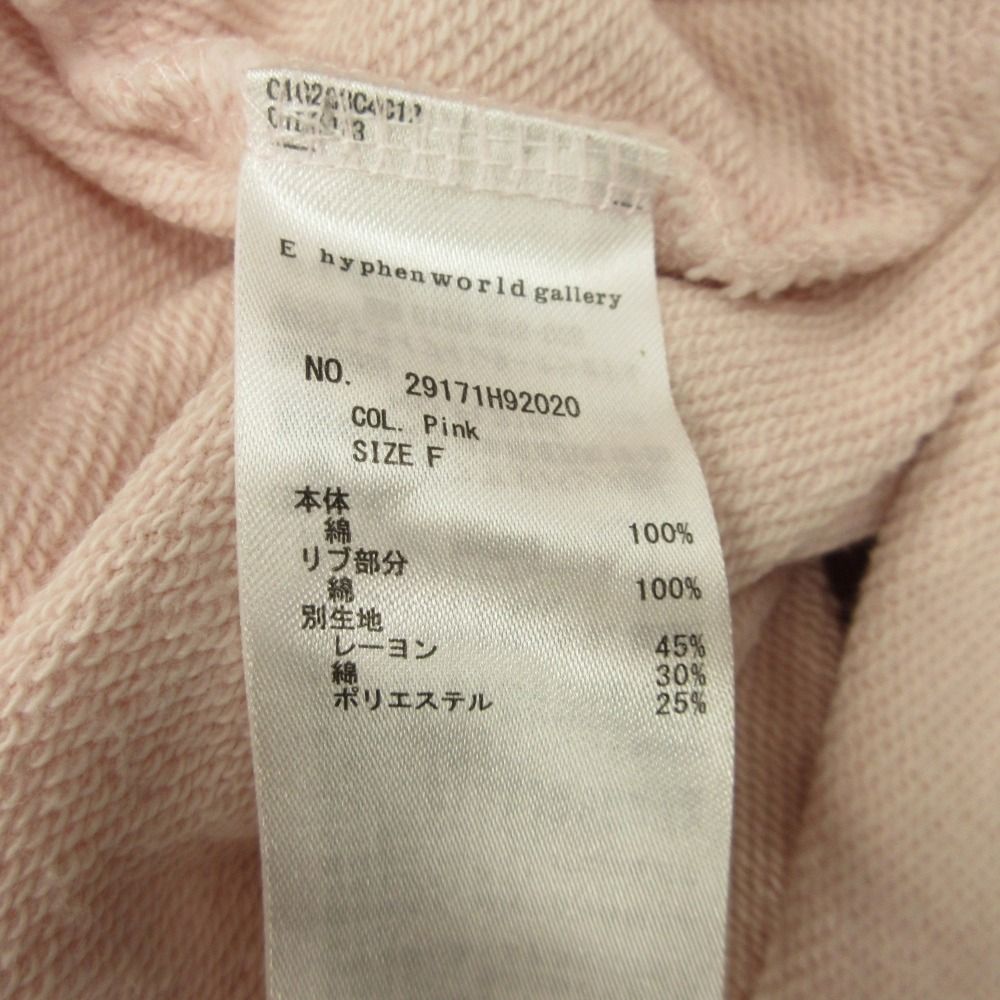 E hyphen world gallery
NO. 29171H92020
COL. Pink
SIZE F
本体
綿 100%
リブ部分
綿 100%
別生地
レーヨン 45%
綿 30%
ポリエステル 25%